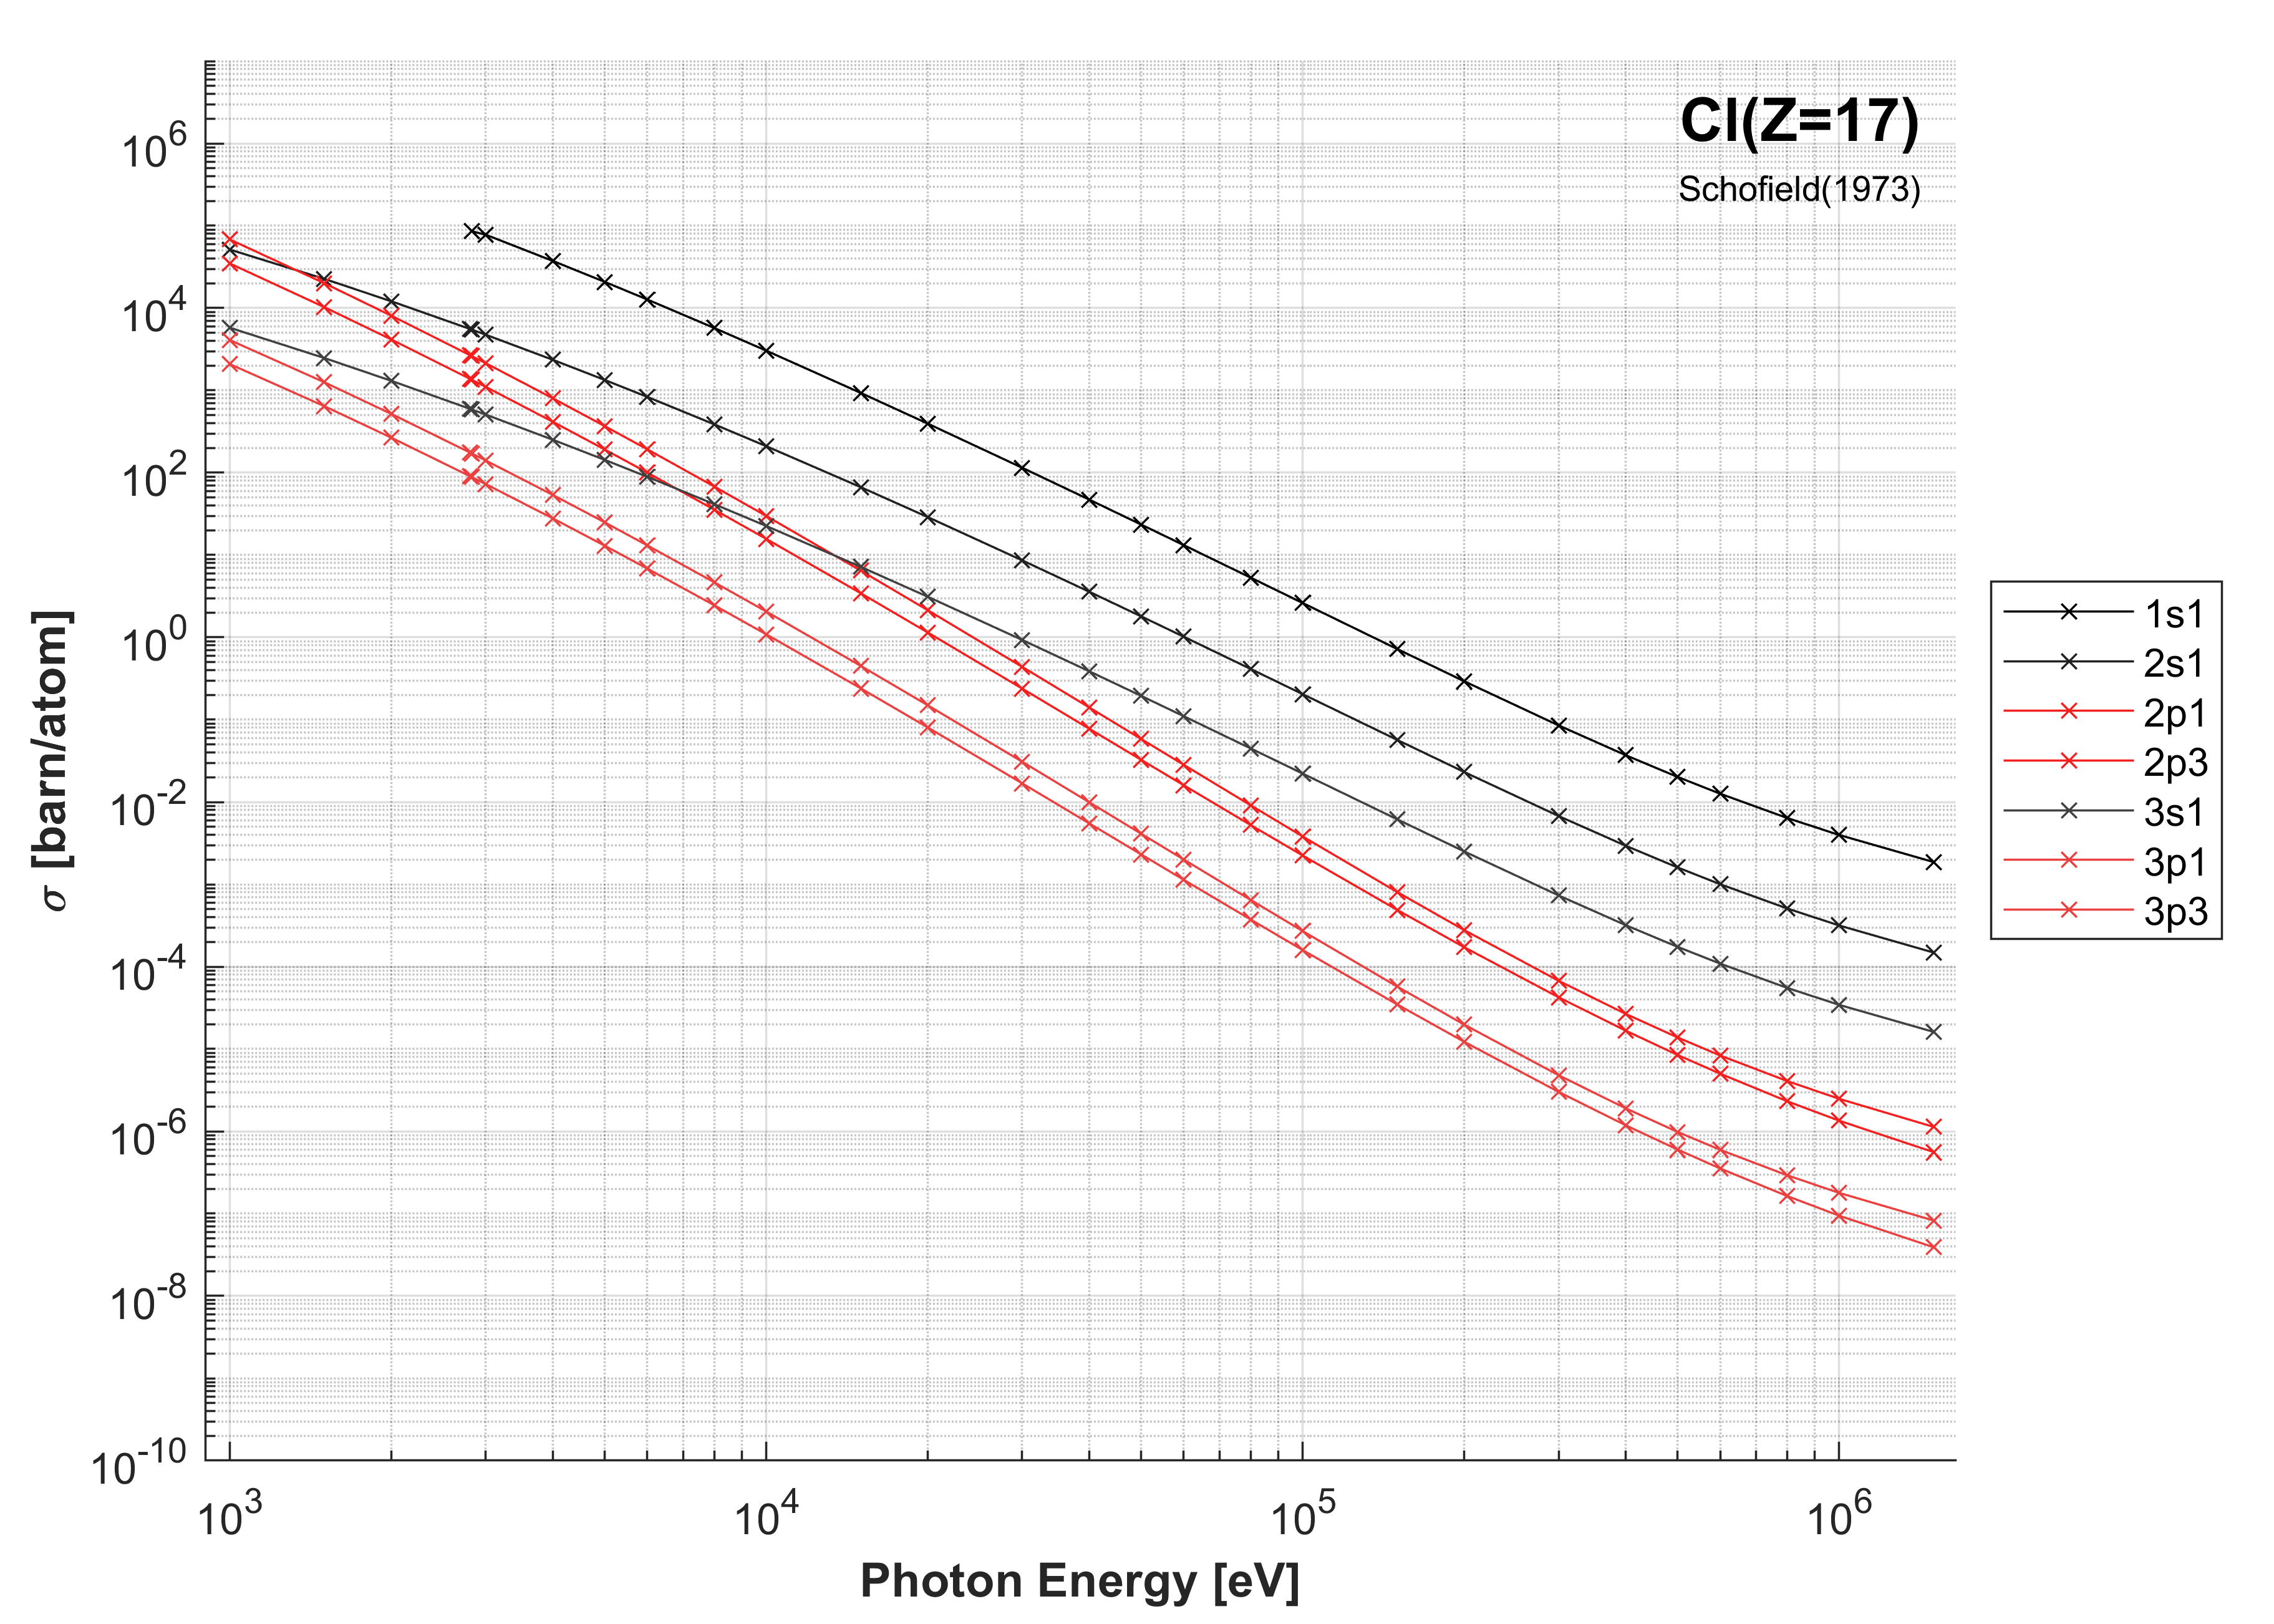 Cl(Z=17)
Schofield(1973)
10^6
10^4
10^2
10^0
10^-2
10^-4
10^-6
10^-8
10^-10
σ [barn/atom]
1s1
2s1
2p1
2p3
3s1
3p1
3p3
10^3 10^4 10^5 10^6
Photon Energy [eV]